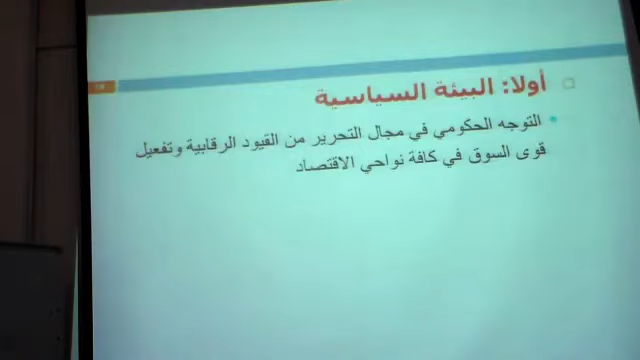 أولا: البيئة السياسية
التوجه الحكومي في مجال التحرير من القيود الرقابية وتفعيل
قوى السوق في كافة نواحي الاقتصاد